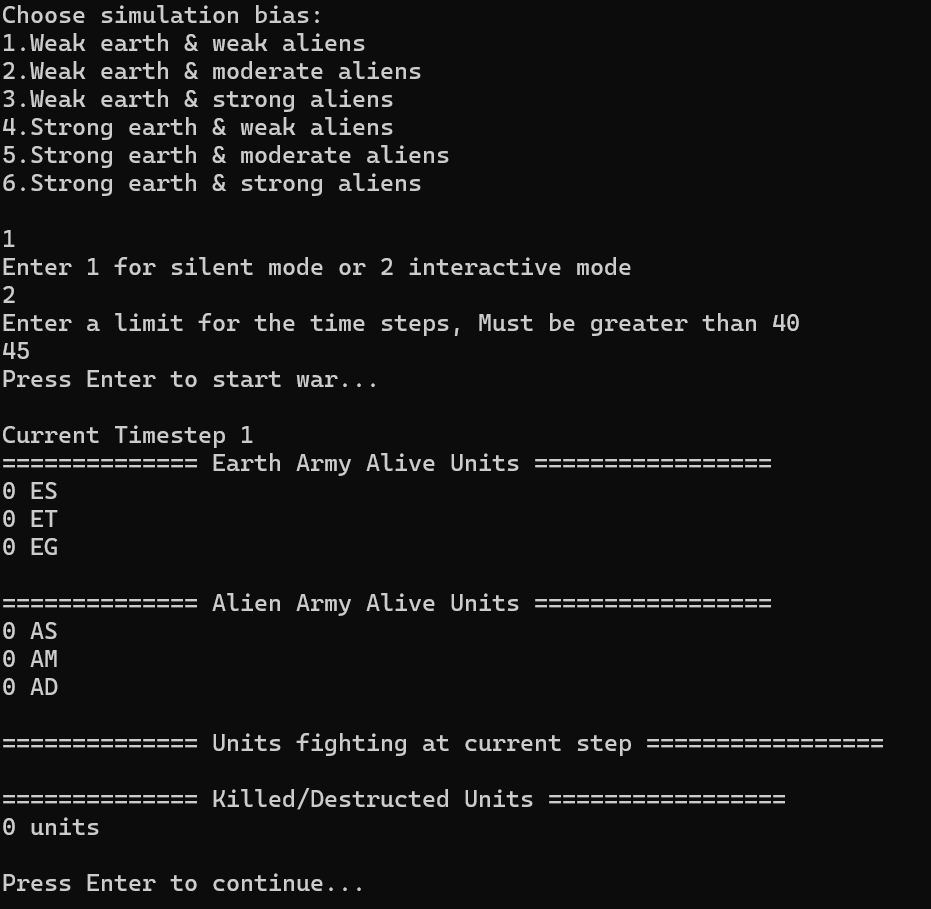 Choose simulation bias:
1.Weak earth & weak aliens
2.Weak earth & moderate aliens
3.Weak earth & strong aliens
4.Strong earth & weak aliens
5.Strong earth & moderate aliens
6.Strong earth & strong aliens
1
Enter 1 for silent mode or 2 interactive mode
2
Enter a limit for the time steps, Must be greater than 40
45
Press Enter to start war...
Current Timestep 1
============== Earth Army Alive Units =================
0 ES
0 ET
0 EG
============== Alien Army Alive Units =================
0 AS
0 AM
0 AD
============== Units fighting at current step =================
============== Killed/Destructed Units =================
0 units
Press Enter to continue...